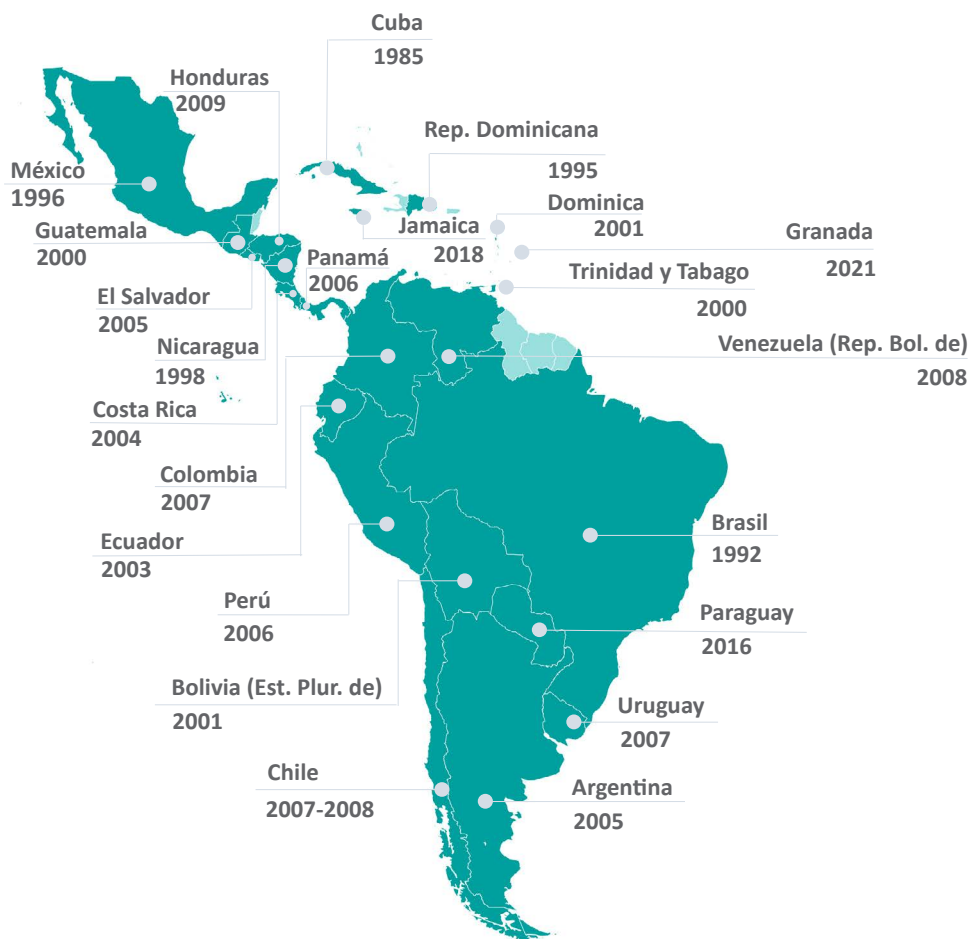 Cuba
1985
Honduras
2009
Rep. Dominicana
1995
México
1996
Dominica
2001
Guatemala
2000
Jamaica
2018
Granada
2021
Panamá
2006
Trinidad y Tabago
2000
El Salvador
2005
Nicaragua
1998
Venezuela (Rep. Bol. de)
2008
Costa Rica
2004
Colombia
2007
Brasil
1992
Ecuador
2003
Perú
2006
Paraguay
2016
Bolivia (Est. Plur. de)
2001
Uruguay
2007
Chile
2007-2008
Argentina
2005